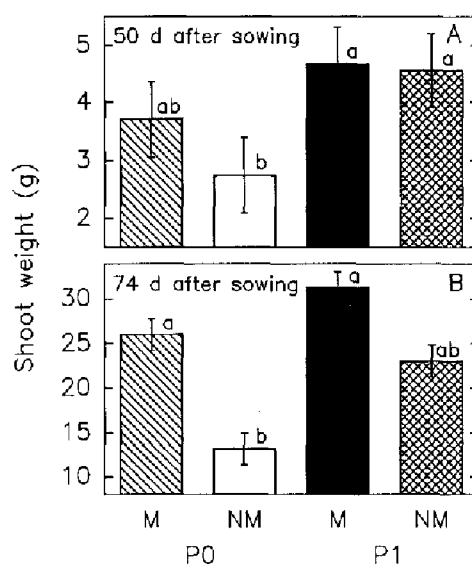 50 d after sowing A
5
4
3
2
ab
b
a
a
Shoot weight (g)
74 d after sowing B
30
25
20
15
10
a
b
a
ab
M NM M NM
P0 P1